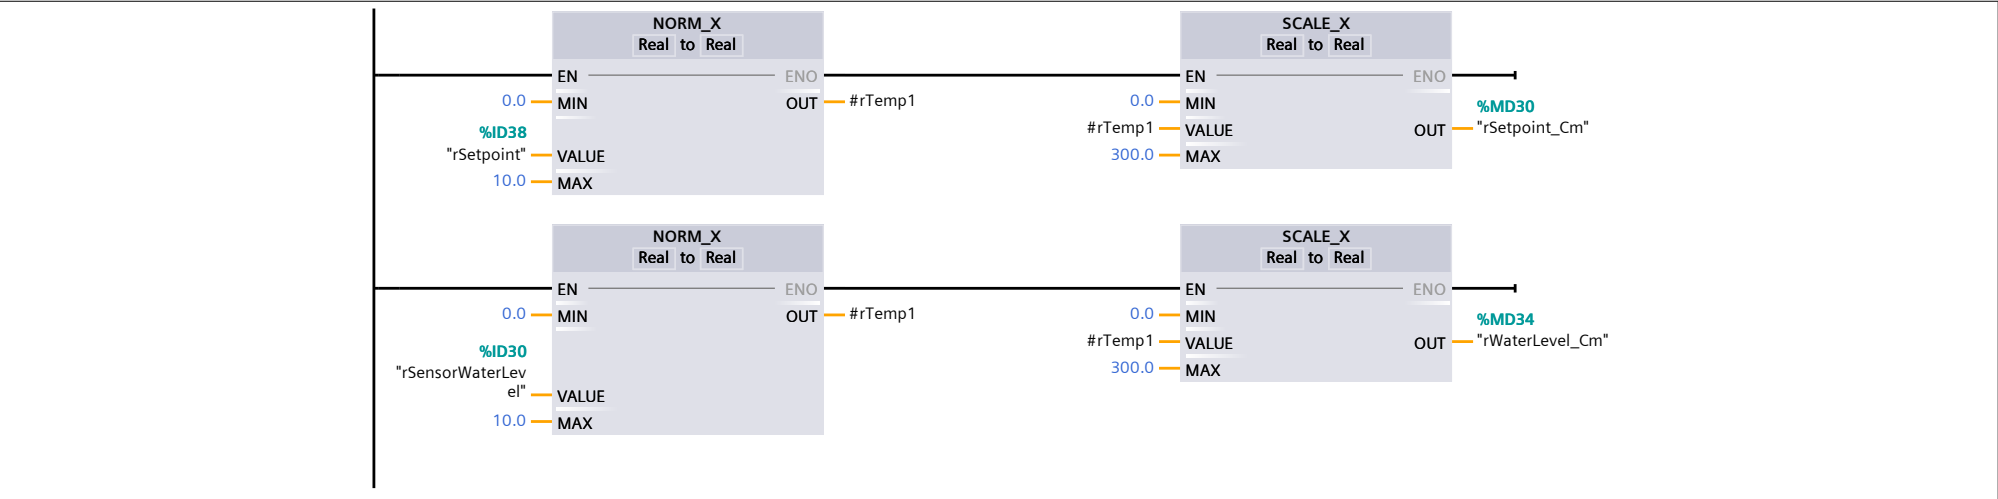 NORM_X
Real to Real
EN ENO
0.0 MIN OUT #rTemp1
%ID38
"rSetpoint" VALUE
10.0 MAX
SCALE_X
Real to Real
EN ENO
0.0 MIN
%MD30
#rTemp1 VALUE OUT "rSetpoint_Cm"
300.0 MAX
NORM_X
Real to Real
EN ENO
0.0 MIN OUT #rTemp1
%ID30
"rSensorWaterLev
el" VALUE
10.0 MAX
SCALE_X
Real to Real
EN ENO
0.0 MIN
%MD34
#rTemp1 VALUE OUT "rWaterLevel_Cm"
300.0 MAX